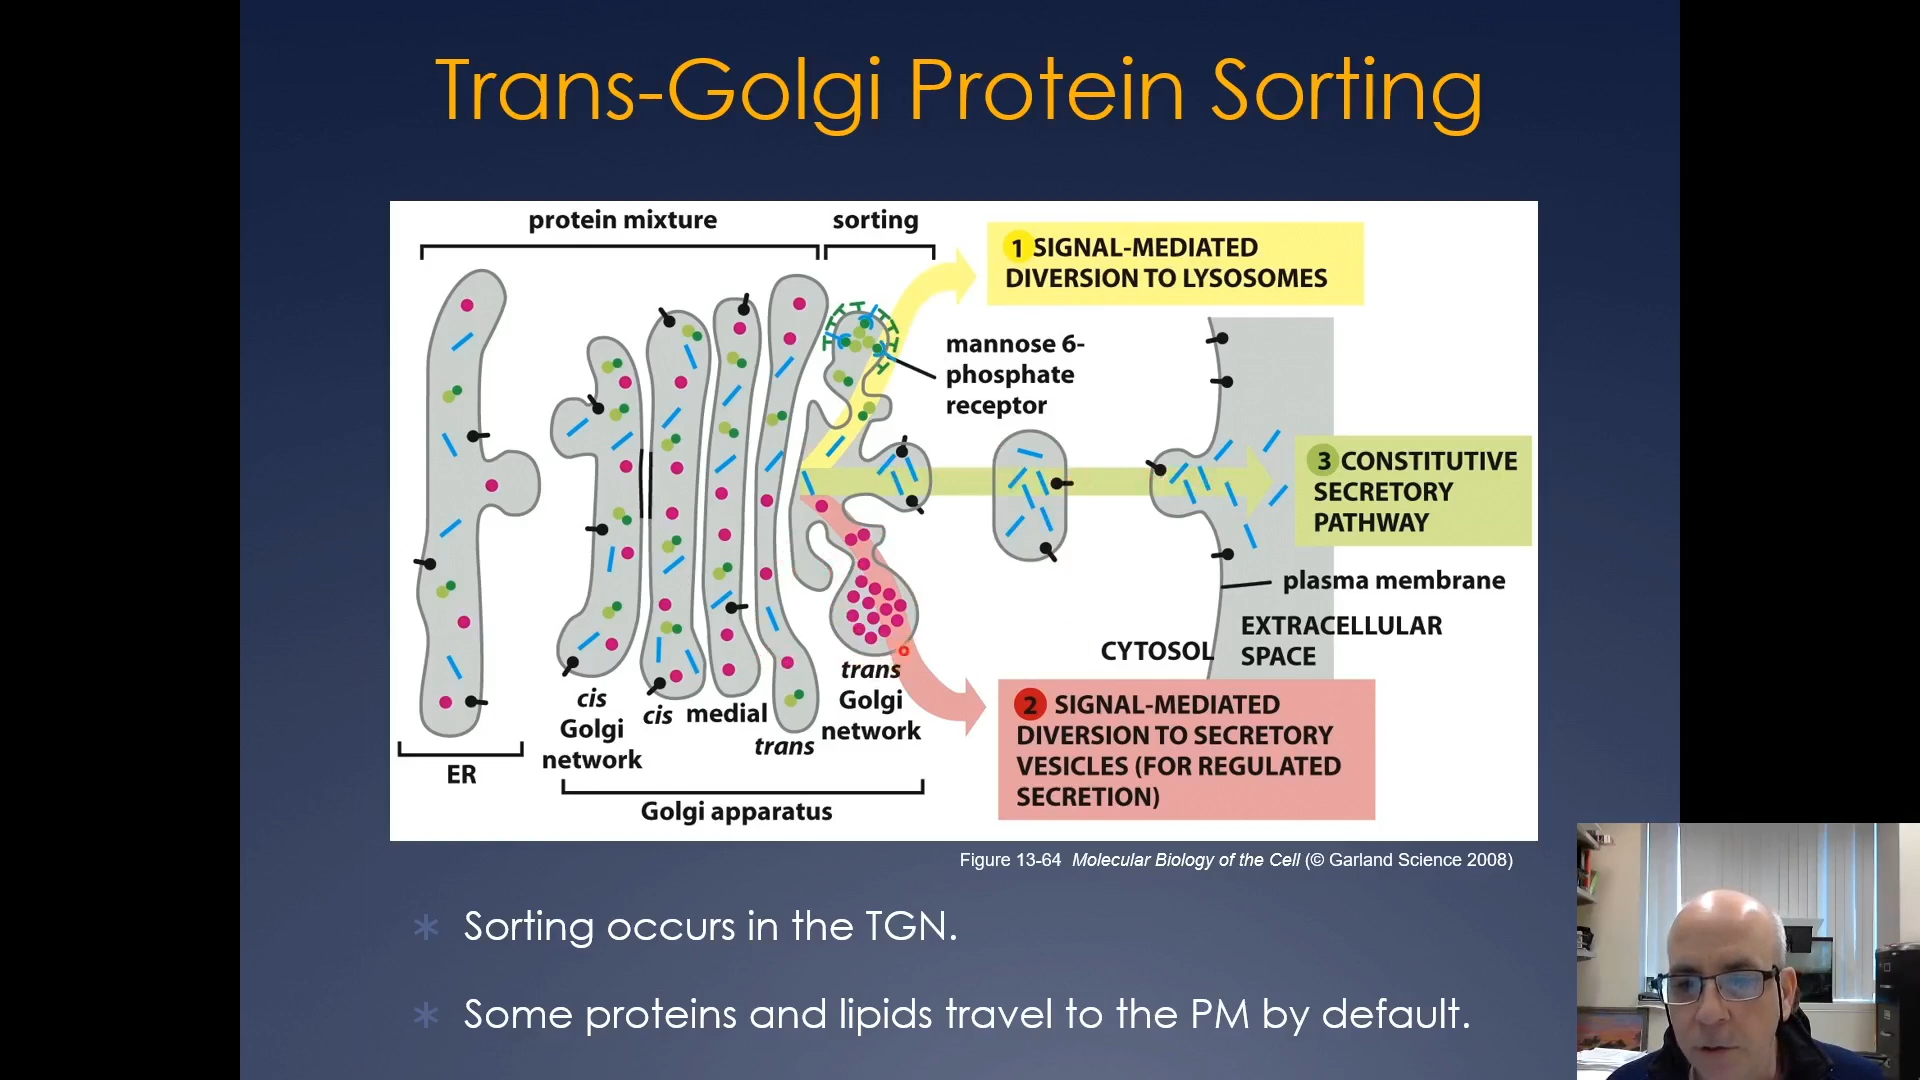 Trans-Golgi Protein Sorting
protein mixture
sorting
1 SIGNAL-MEDIATED
DIVERSION TO LYSOSOMES
mannose 6-
phosphate
receptor
3 CONSTITUTIVE
SECRETORY
PATHWAY
plasma membrane
EXTRACELLULAR
SPACE
CYTOSOL
2 SIGNAL-MEDIATED
DIVERSION TO SECRETORY
VESICLES (FOR REGULATED
SECRETION)
ER
cis
Golgi
network
cis
medial
trans
trans
Golgi
network
Golgi apparatus
Figure 13-64 Molecular Biology of the Cell (© Garland Science 2008)
* Sorting occurs in the TGN.
* Some proteins and lipids travel to the PM by default.